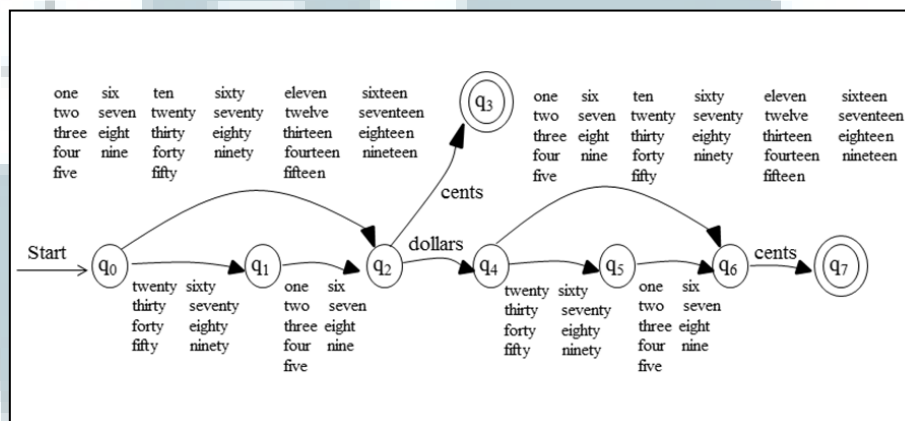 one six ten sixty eleven sixteen
two seven twenty seventy twelve seventeen
three eight thirty eighty thirteen eighteen
four nine forty ninety fourteen nineteen
five fifty fifteen
one six ten sixty eleven sixteen
two seven twenty seventy twelve seventeen
three eight thirty eighty thirteen eighteen
four nine forty ninety fourteen nineteen
five fifty fifteen
q3
cents
Start
dollars
cents
q0 q1 q2 q4 q5 q6 q7
twenty sixty
thirty seventy
forty eighty
fifty ninety
one six
two seven
three eight
four nine
five
twenty sixty
thirty seventy
forty eighty
fifty ninety
one six
two seven
three eight
four nine
five